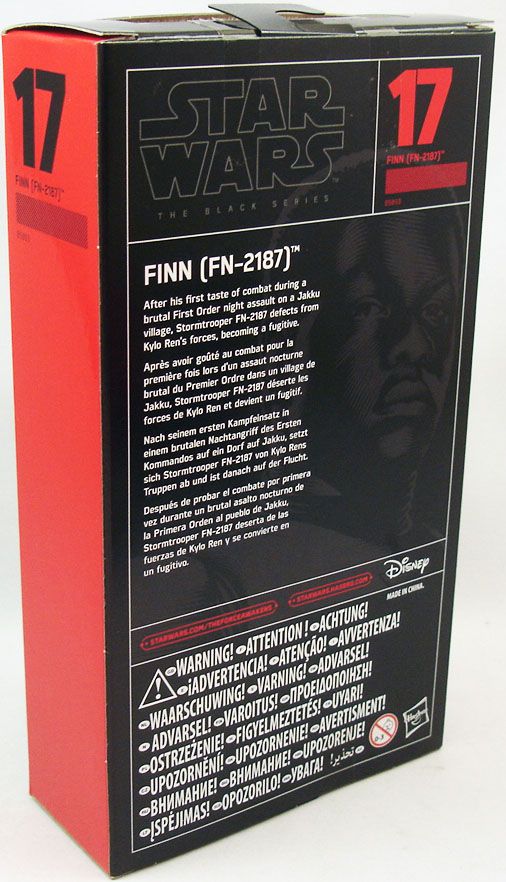 17
FINN (FN-2187)™
B5893
STAR
WARS™
THE BLACK SERIES
17
FINN (FN-2187)™
B5893
FINN (FN-2187)™
After his first taste of combat during a
brutal First Order night assault on a Jakku
village, Stormtrooper FN-2187 defects from
Kylo Ren's forces, becoming a fugitive.
Après avoir goûté au combat pour la
première fois lors d'un assaut nocturne
brutal du Premier Ordre dans un village de
Jakku, Stormtrooper FN-2187 déserte les
forces de Kylo Ren et devient un fugitif.
Nach seinem ersten Kampfeinsatz in
einem brutalen Nachtangriff des Ersten
Kommandos auf ein Dorf auf Jakku, setzt
sich Stormtrooper FN-2187 von Kylo Rens
Truppen ab und ist danach auf der Flucht.
Después de probar el combate por primera
vez durante un brutal asalto nocturno de
la Primera Orden al pueblo de Jakku,
Stormtrooper FN-2187 deserta de las
fuerzas de Kylo Ren y se convierte en
un fugitivo.
Disney
MADE IN CHINA.
STARWARS.COM/THEFORCEAWAKENS
STARWARS.HASBRO.COM
WARNING! ATTENTION ! ACHTUNG!
¡ADVERTENCIA! ATENÇÃO! AVVERTENZA!
WAARSCHUWING! VARNING! ADVARSEL!
ADVARSEL! VAROITUS! ΠΡΟΕΙΔΟΠΟΙΗΣΗ!
OSTRZEŻENIE! FIGYELMEZTETÉS! UYARI!
UPOZORNĚNÍ! UPOZORNENIE! AVERTISMENT!
ВНИМАНИЕ! ВНИМАНИЕ! UPOZORENJE!
ĮSPĖJIMAS! OPOZORILO! УВАГА! تحذير!
0-3
Hasbro